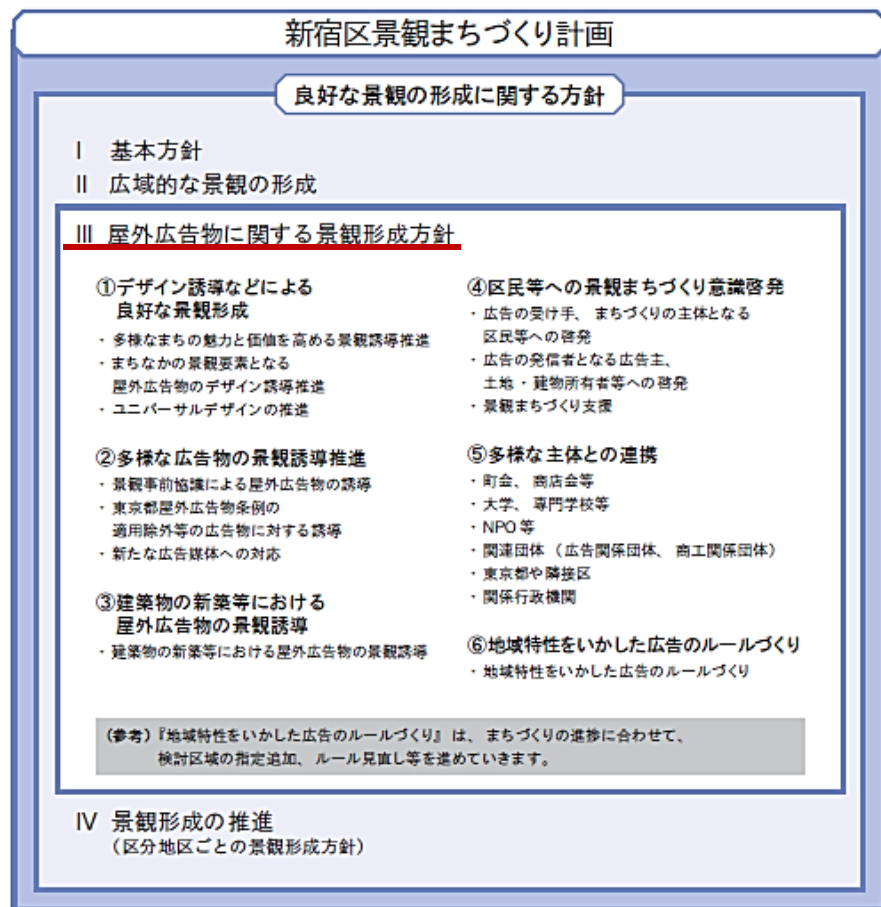 新宿区景観まちづくり計画
良好な景観の形成に関する方針
Ⅰ 基本方針
Ⅱ 広域的な景観の形成
Ⅲ 屋外広告物に関する景観形成方針
①デザイン誘導などによる
良好な景観形成
・多様なまちの魅力と価値を高める景観誘導推進
・まちなかの景観要素となる
屋外広告物のデザイン誘導推進
・ユニバーサルデザインの推進
②多様な広告物の景観誘導推進
・景観事前協議による屋外広告物の誘導
・東京都屋外広告物条例の
適用除外等の広告物に対する誘導
・新たな広告媒体への対応
③建築物の新築等における
屋外広告物の景観誘導
・建築物の新築等における屋外広告物の景観誘導
④区民等への景観まちづくり意識啓発
・広告の受け手、まちづくりの主体となる
区民等への啓発
・広告の発信者となる広告主、
土地・建物所有者等への啓発
・景観まちづくり支援
⑤多様な主体との連携
・町会、商店会等
・大学、専門学校等
・NPO等
・関連団体（広告関係団体、商工関係団体）
・東京都や隣接区
・関係行政機関
⑥地域特性をいかした広告のルールづくり
・地域特性をいかした広告のルールづくり
（参考）『地域特性をいかした広告のルールづくり』は、まちづくりの進捗に合わせて、
検討区域の指定追加、ルール見直し等を進めていきます。
Ⅳ 景観形成の推進
（区分地区ごとの景観形成方針）